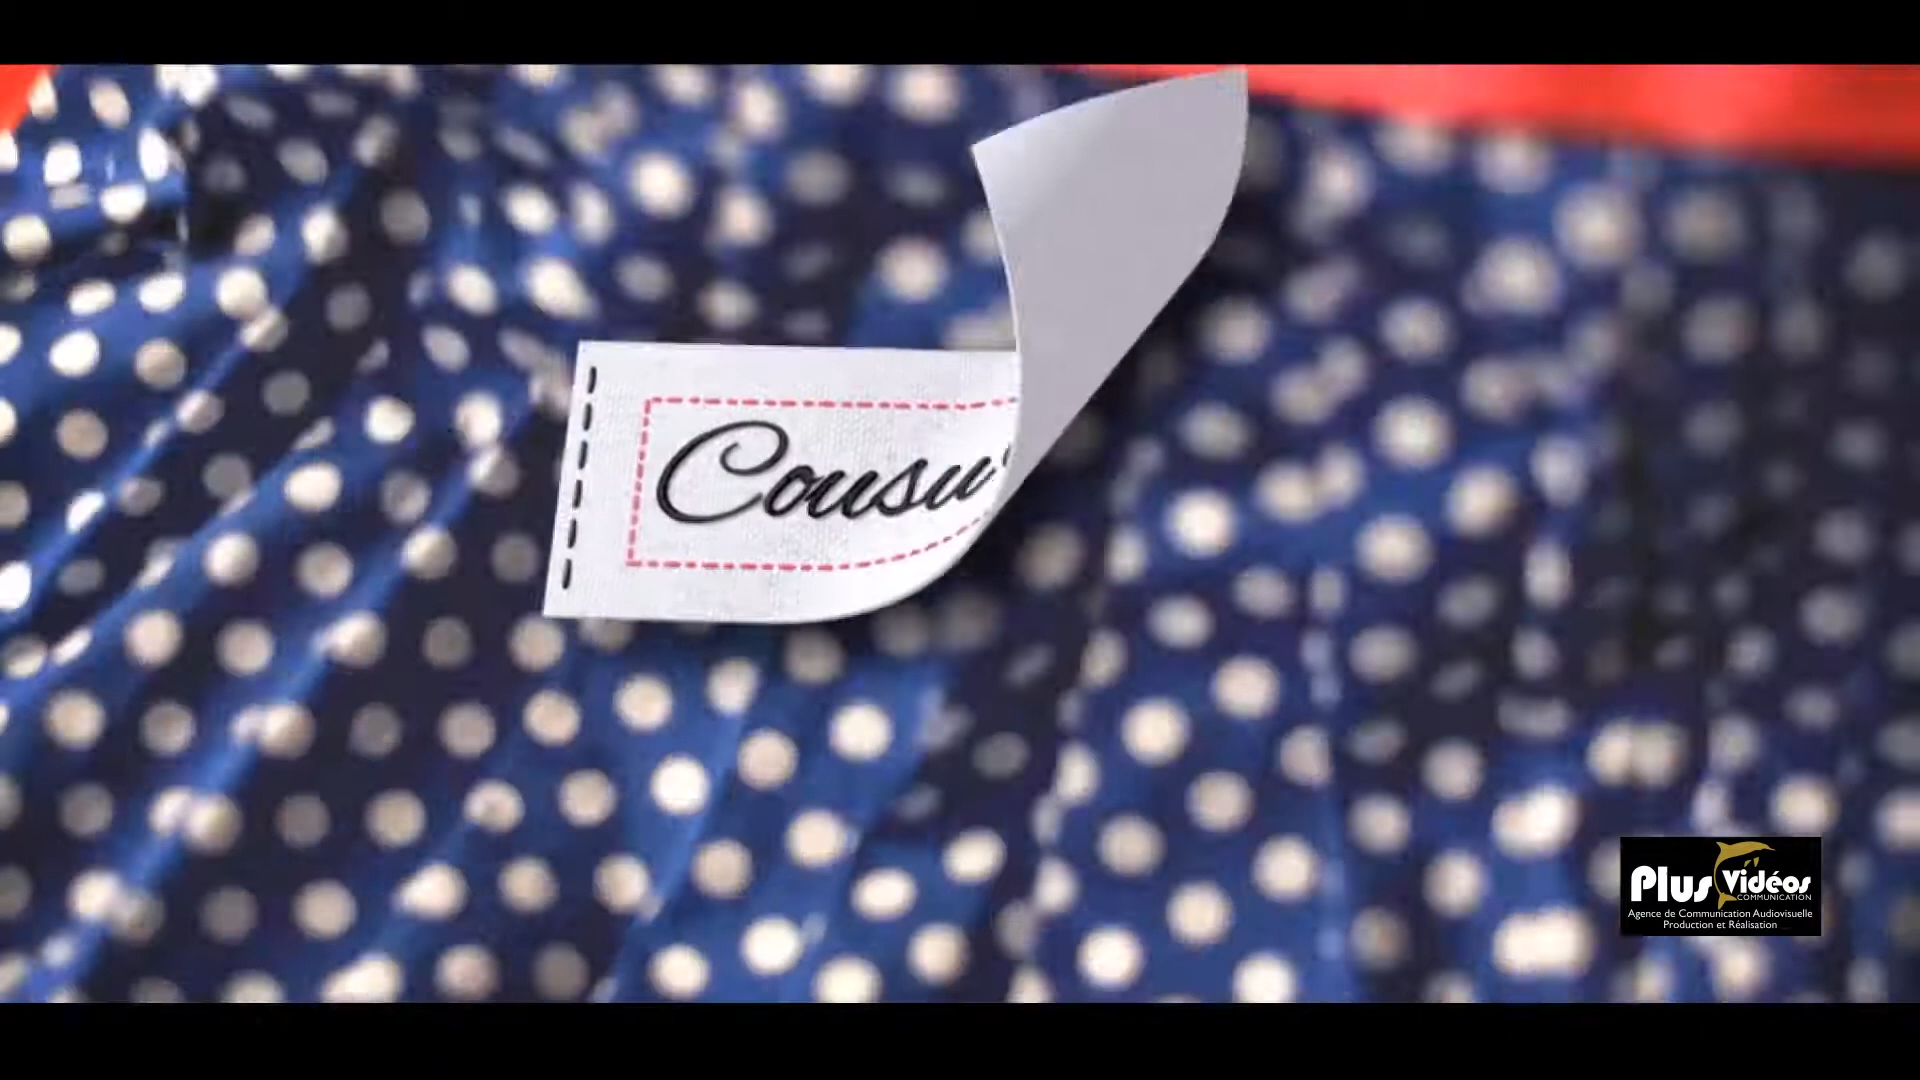 Cousu
Plus Vidéos
COMMUNICATION
Agence de Communication Audiovisuelle
Production et Réalisation